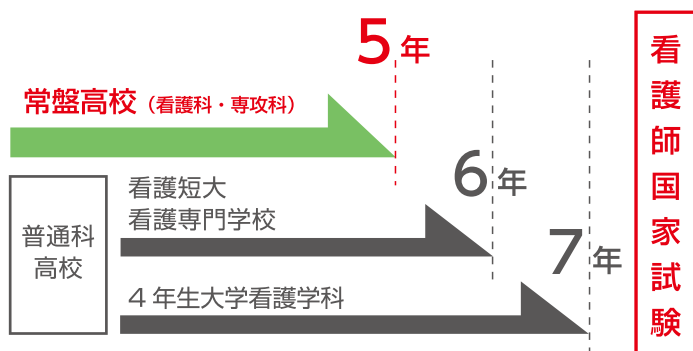 5年
常盤高校（看護科・専攻科）
普通科
高校
看護短大
看護専門学校
6年
4年生大学看護学科
7年
看護師国家試験